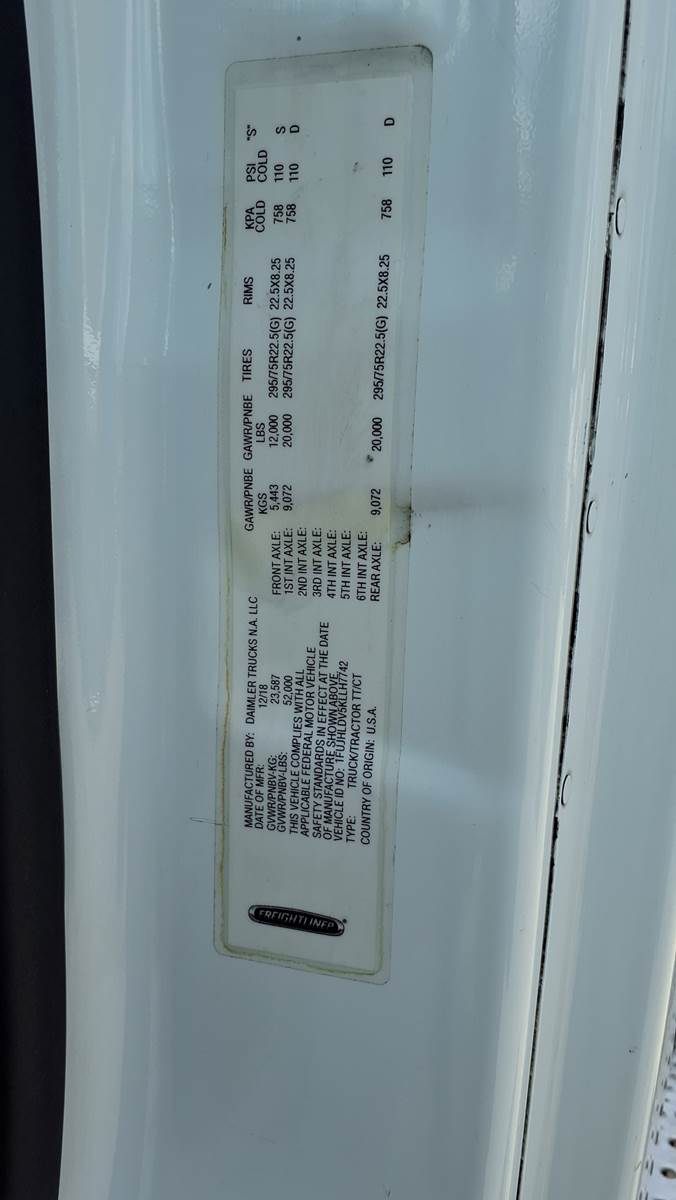 FREIGHTLINER
MANUFACTURED BY: DAIMLER TRUCKS N.A. LLC
DATE OF MFR: 12/18
GVWR/PNBV-KG: 23,587
GVWR/PNBV-LBS: 52,000
THIS VEHICLE COMPLIES WITH ALL
APPLICABLE FEDERAL MOTOR VEHICLE
SAFETY STANDARDS IN EFFECT AT THE DATE
OF MANUFACTURE SHOWN ABOVE
VEHICLE ID NO: 1FUJHLDV5KLLH7742
TYPE: TRUCK/TRACTOR TT/CT
COUNTRY OF ORIGIN: U.S.A.
GAWR/PNBE GAWR/PNBE TIRES RIMS KPA PSI "S"
KGS LBS COLD COLD
FRONT AXLE: 5,443 12,000 295/75R22.5(G) 22.5X8.25 758 110 S
1ST INT AXLE: 9,072 20,000 295/75R22.5(G) 22.5X8.25 758 110 D
2ND INT AXLE:
3RD INT AXLE:
4TH INT AXLE:
5TH INT AXLE:
6TH INT AXLE:
REAR AXLE: 9,072 20,000 295/75R22.5(G) 22.5X8.25 758 110 D